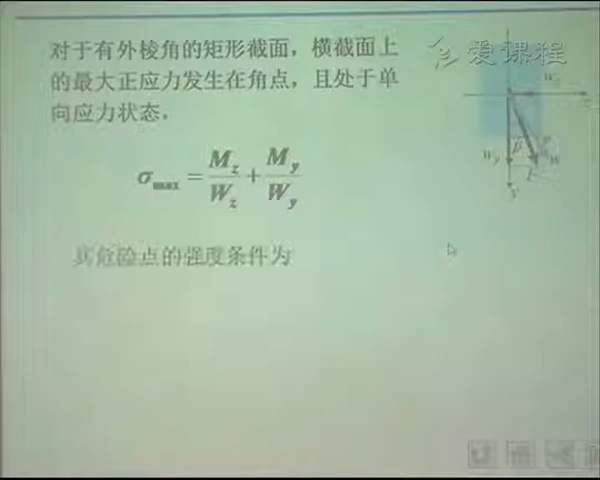 对于有外棱角的矩形截面，横截面上
的最大正应力发生在角点，且处于单
向应力状态.
σmax = Mz/Wz + My/Wy
其危险点的强度条件为
爱课程
wy
y